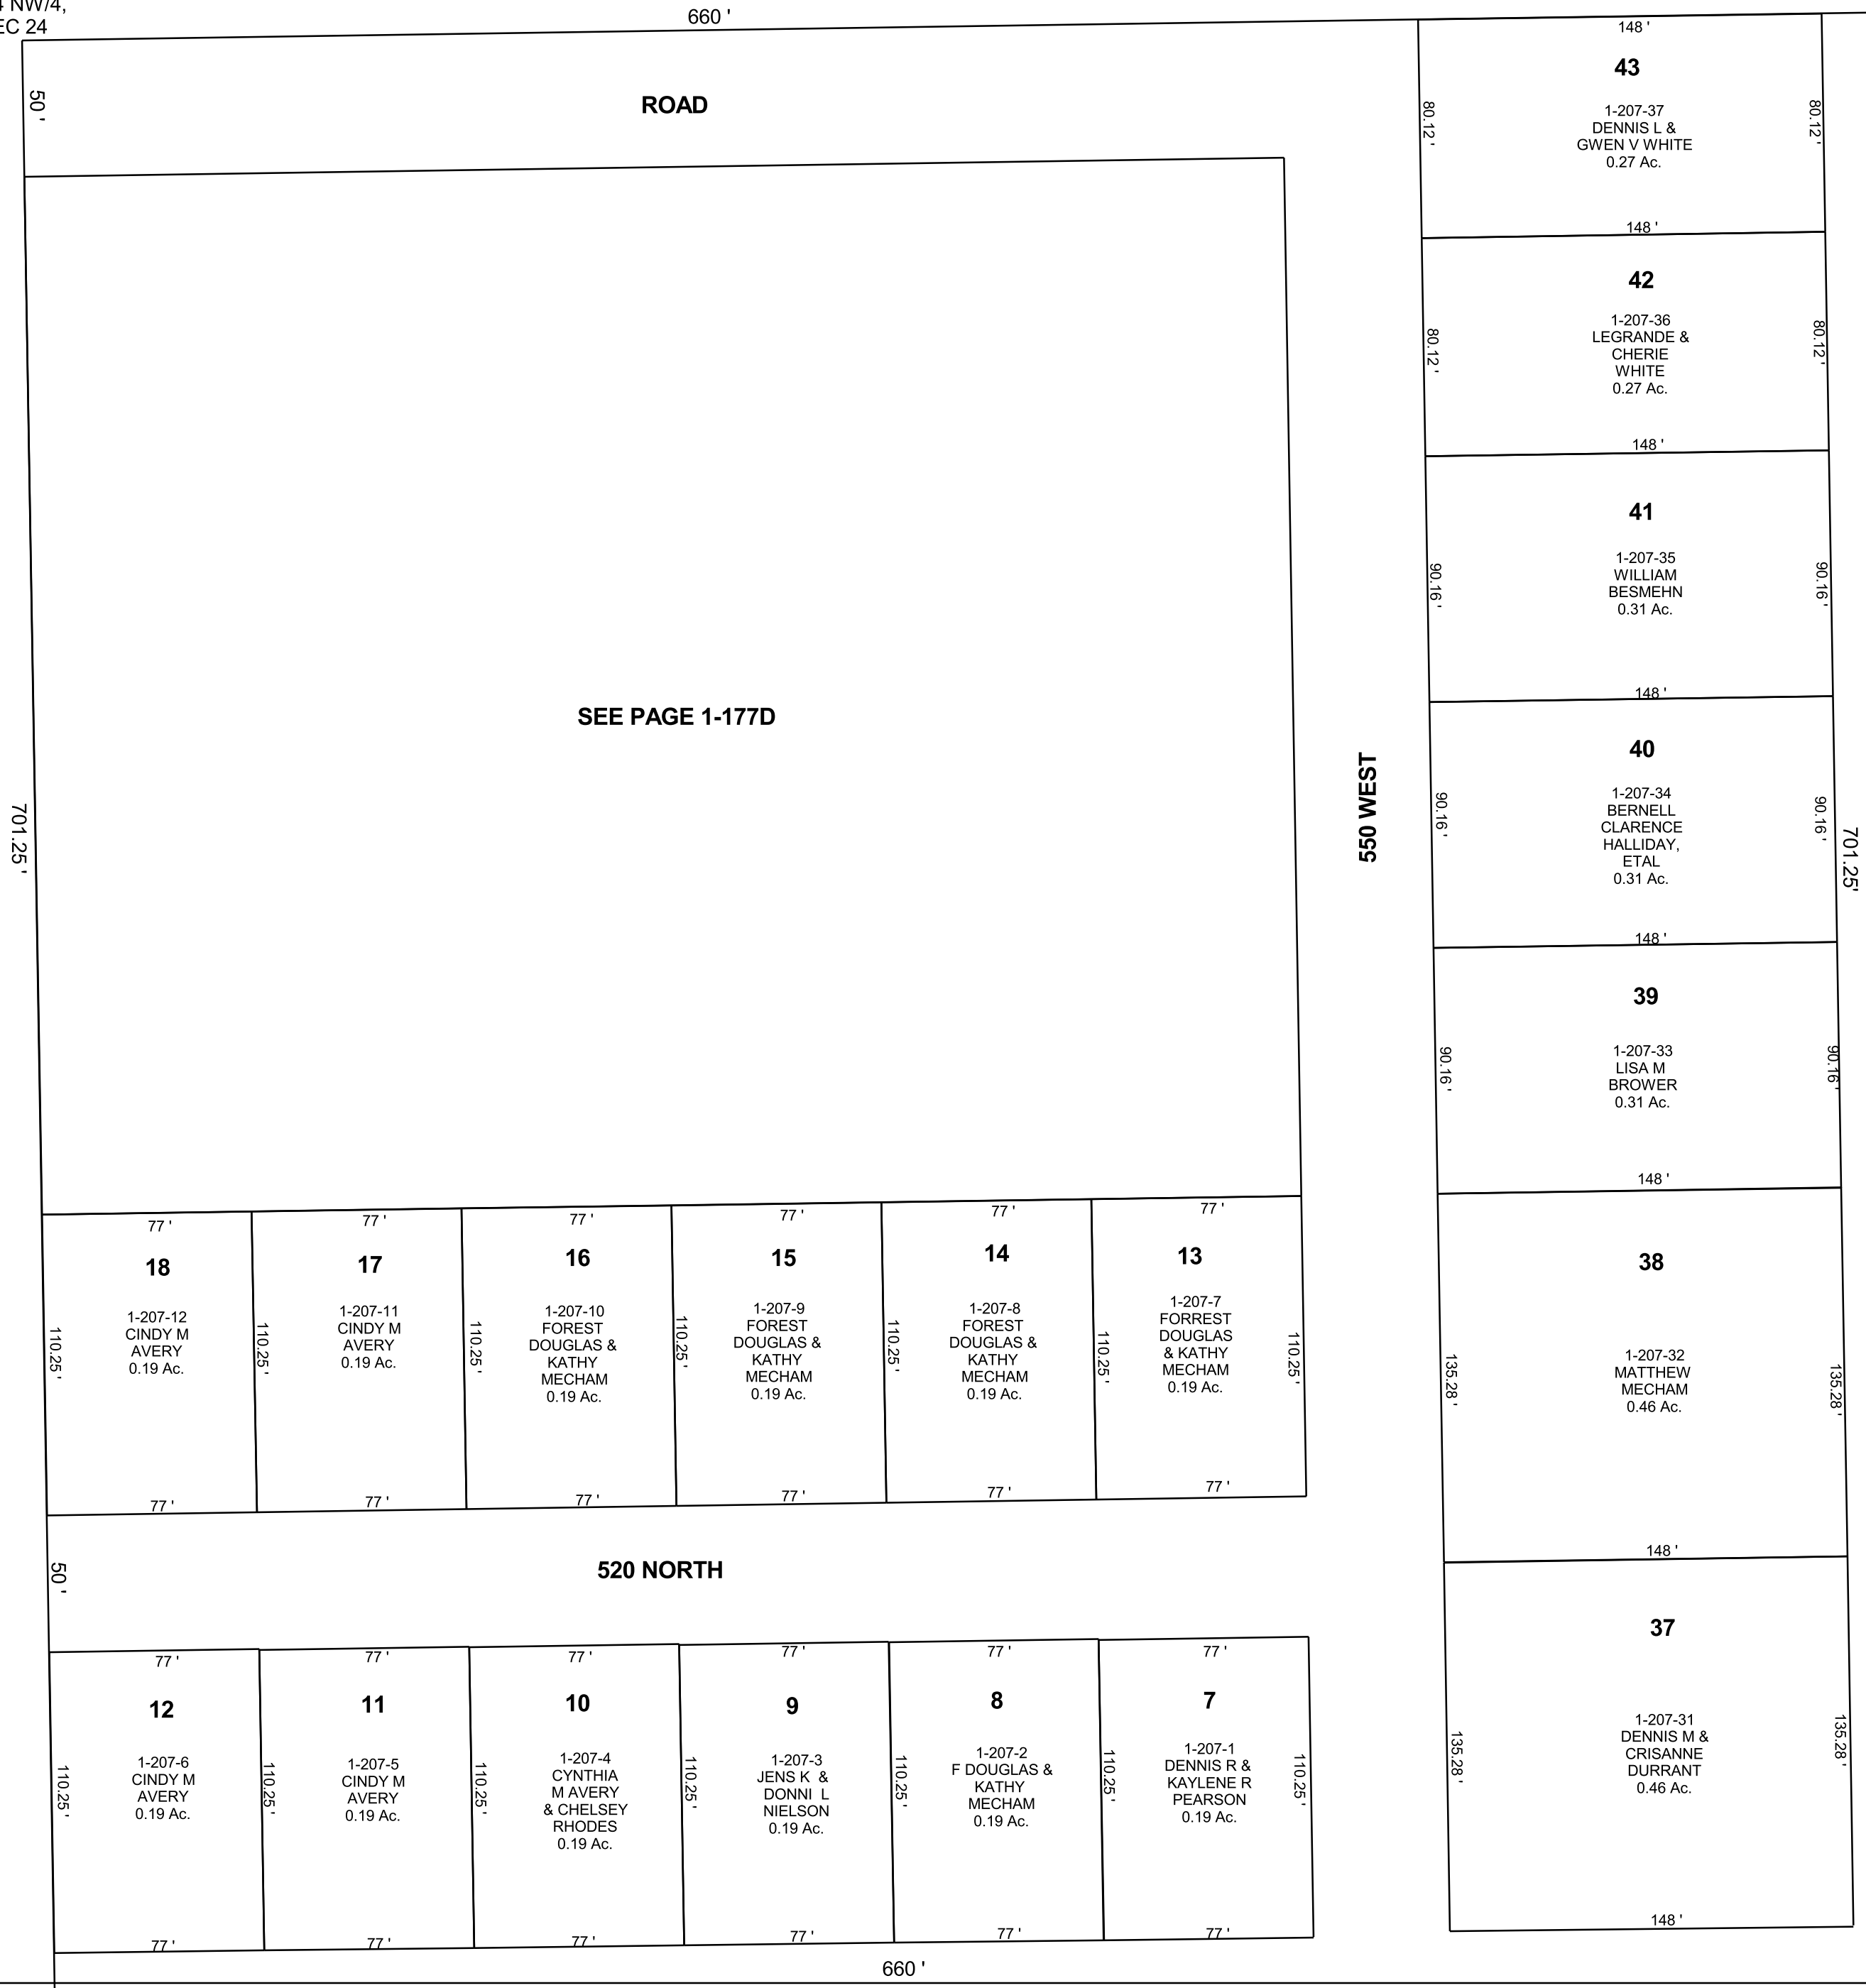 NW/4,
EC 24
660 '
50 '
ROAD
701.25 '
SEE PAGE 1-177D
550 WEST
701.25'
148 '
43
80.12 '
80.12 '
1-207-37
DENNIS L &
GWEN V WHITE
0.27 Ac.
148 '
42
80.12 '
80.12 '
1-207-36
LEGRANDE &
CHERIE
WHITE
0.27 Ac.
148 '
41
90.16 '
90.16 '
1-207-35
WILLIAM
BESMEHN
0.31 Ac.
148 '
40
90.16 '
90.16 '
1-207-34
BERNELL
CLARENCE
HALLIDAY,
ETAL
0.31 Ac.
148 '
39
90.16 '
90.16 '
1-207-33
LISA M
BROWER
0.31 Ac.
148 '
38
135.28 '
135.28 '
1-207-32
MATTHEW
MECHAM
0.46 Ac.
148 '
37
135.28 '
135.28 '
1-207-31
DENNIS M &
CRISANNE
DURRANT
0.46 Ac.
148 '
77 '
18
110.25 '
1-207-12
CINDY M
AVERY
0.19 Ac.
77 '
77 '
17
110.25 '
1-207-11
CINDY M
AVERY
0.19 Ac.
77 '
77 '
16
110.25 '
1-207-10
FOREST
DOUGLAS &
KATHY
MECHAM
0.19 Ac.
77 '
77 '
15
110.25 '
1-207-9
FOREST
DOUGLAS &
KATHY
MECHAM
0.19 Ac.
77 '
77 '
14
110.25 '
1-207-8
FOREST
DOUGLAS &
KATHY
MECHAM
0.19 Ac.
77 '
77 '
13
110.25 '
1-207-7
FORREST
DOUGLAS
& KATHY
MECHAM
0.19 Ac.
110.25 '
77 '
50 '
520 NORTH
77 '
12
110.25 '
1-207-6
CINDY M
AVERY
0.19 Ac.
77 '
77 '
11
110.25 '
1-207-5
CINDY M
AVERY
0.19 Ac.
77 '
77 '
10
110.25 '
1-207-4
CYNTHIA
M AVERY
& CHELSEY
RHODES
0.19 Ac.
77 '
77 '
9
110.25 '
1-207-3
JENS K &
DONNI L
NIELSON
0.19 Ac.
77 '
77 '
8
110.25 '
1-207-2
F DOUGLAS &
KATHY
MECHAM
0.19 Ac.
77 '
77 '
7
110.25 '
1-207-1
DENNIS R &
KAYLENE R
PEARSON
0.19 Ac.
110.25 '
77 '
660 '